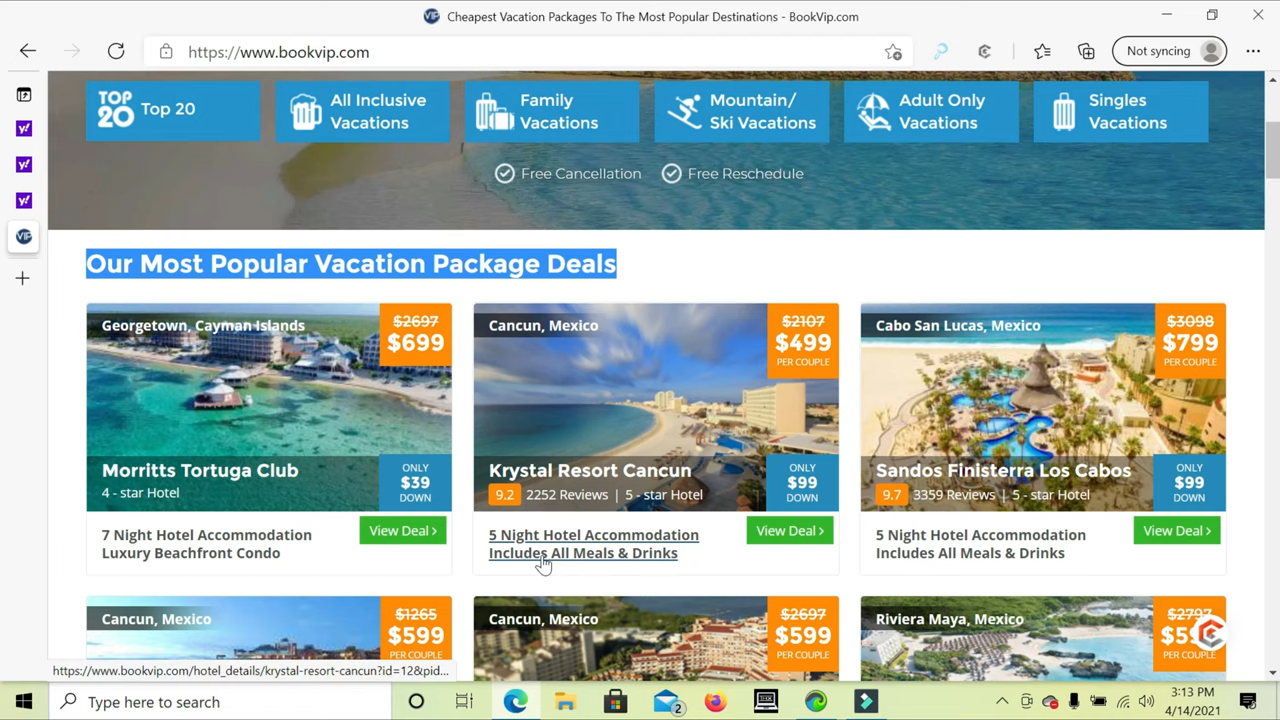 Cheapest Vacation Packages To The Most Popular Destinations - BookVip.com
https://www.bookvip.com
Not syncing
TOP
20
Top 20
All Inclusive
Vacations
Family
Vacations
Mountain/
Ski Vacations
Adult Only
Vacations
Singles
Vacations
Free Cancellation
Free Reschedule
Our Most Popular Vacation Package Deals
Georgetown, Cayman Islands
$2697
$699
Morritts Tortuga Club
4 - star Hotel
ONLY
$39
DOWN
7 Night Hotel Accommodation
Luxury Beachfront Condo
View Deal >
Cancun, Mexico
$2107
$499
PER COUPLE
Krystal Resort Cancun
9.2 2252 Reviews | 5 - star Hotel
ONLY
$99
DOWN
5 Night Hotel Accommodation
Includes All Meals & Drinks
View Deal >
Cabo San Lucas, Mexico
$3098
$799
PER COUPLE
Sandos Finisterra Los Cabos
9.7 3359 Reviews | 5 - star Hotel
ONLY
$99
DOWN
5 Night Hotel Accommodation
Includes All Meals & Drinks
View Deal >
Cancun, Mexico
$1265
$599
PER COUPLE
Cancun, Mexico
$2697
$599
PER COUPLE
Riviera Maya, Mexico
$2797
PER COUPLE
https://www.bookvip.com/hotel_details/krystal-resort-cancun?id=12&pid...
Type here to search
2
3:13 PM
4/14/2021